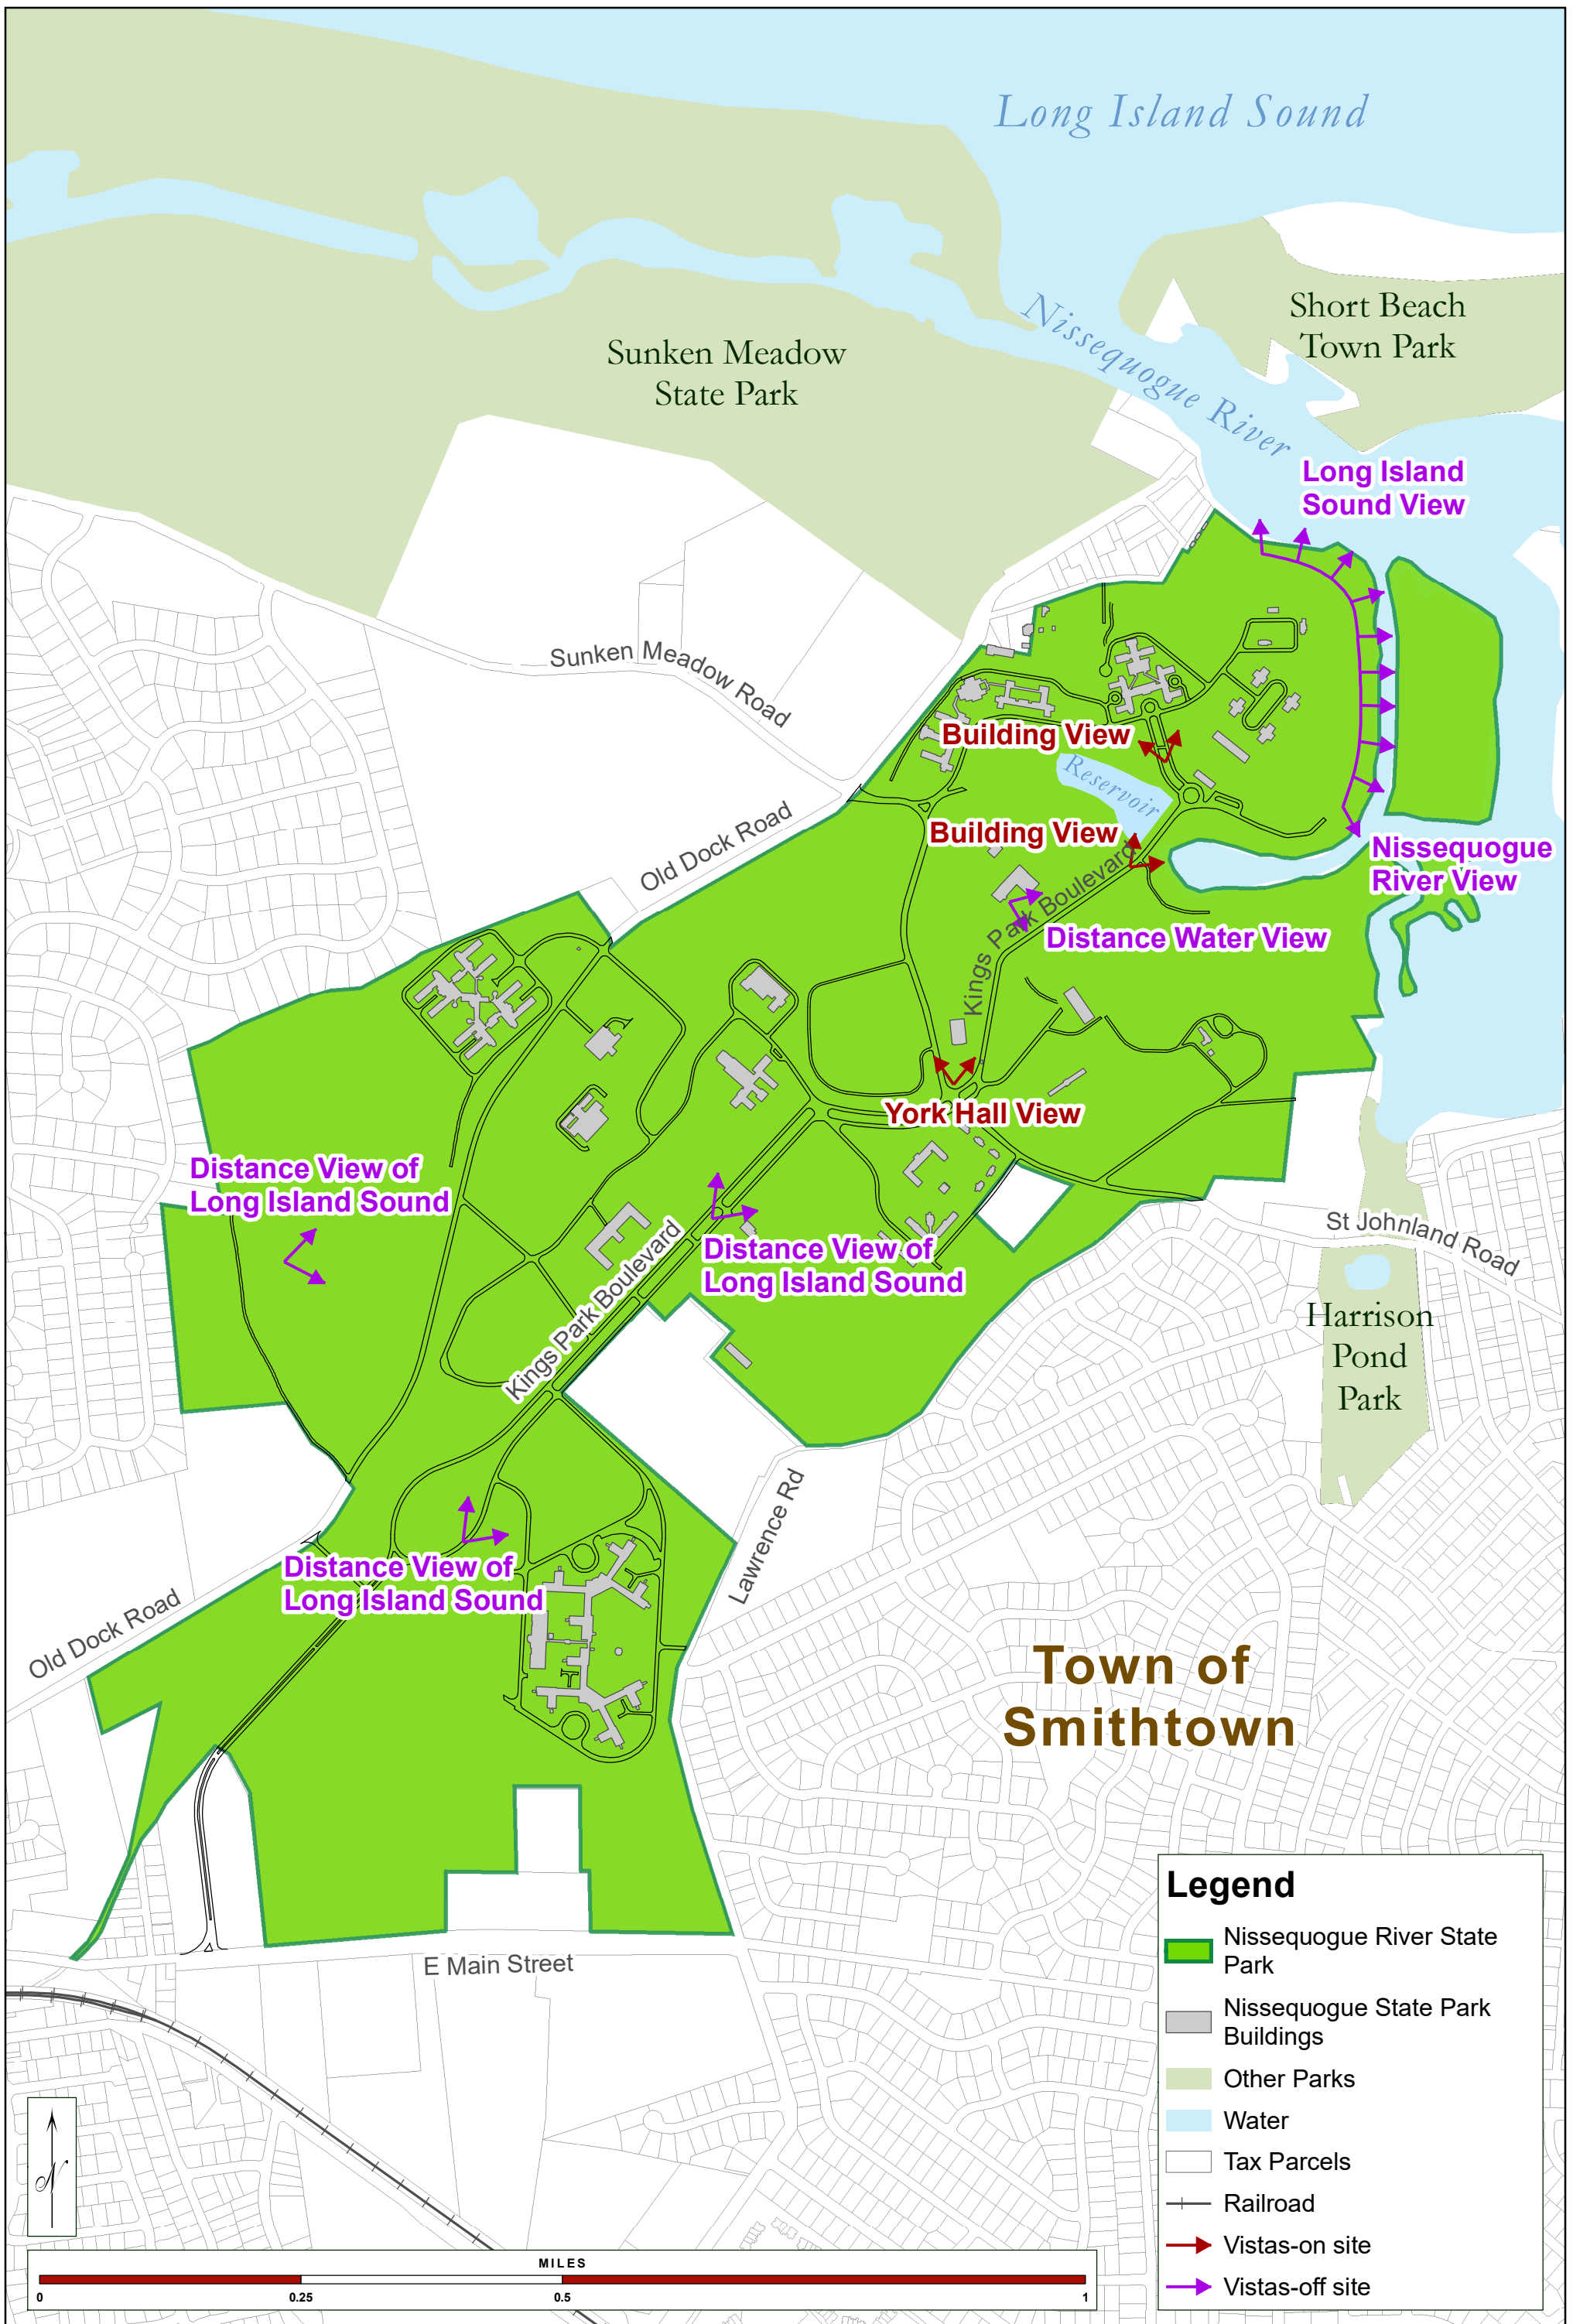 Long Island Sound
Short Beach
Town Park
Nissequogue River
Sunken Meadow
State Park
Long Island
Sound View
Sunken Meadow Road
Building View
Reservoir
Old Dock Road
Building View
Nissequogue
River View
Kings Park Boulevard
Distance Water View
York Hall View
Distance View of
Long Island Sound
St Johnland Road
Distance View of
Long Island Sound
Kings Park Boulevard
Harrison
Pond
Park
Lawrence Rd
Distance View of
Long Island Sound
Old Dock Road
Town of
Smithtown
E Main Street
Legend
Nissequogue River State
Park
Nissequogue State Park
Buildings
Other Parks
Water
Tax Parcels
Railroad
Vistas-on site
Vistas-off site
N
MILES
0 0.25 0.5 1